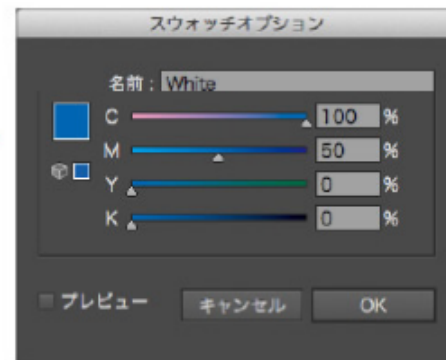 スウォッチオプション
名前: White
C 100 %
M 50 %
Y 0 %
K 0 %
プレビュー キャンセル OK